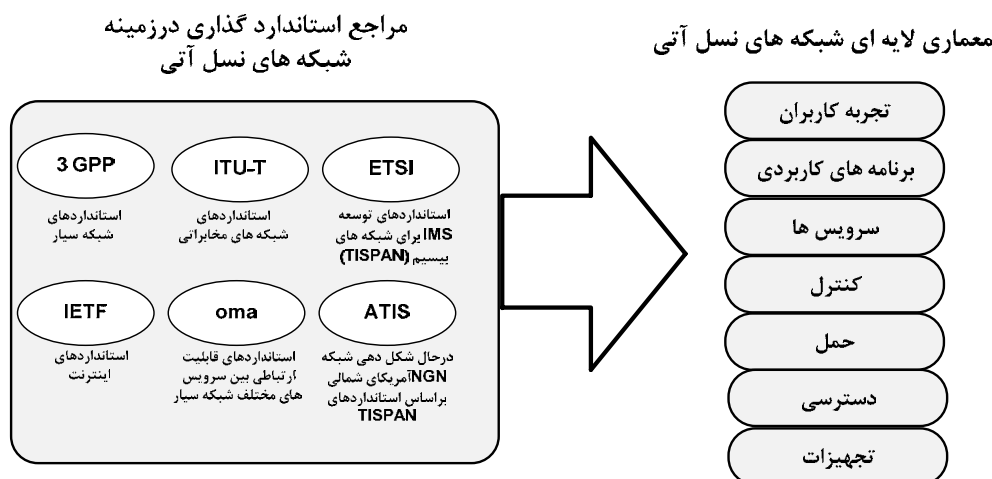 مراجع استاندارد گذاری درزمینه
شبکه های نسل آتی
معماری لایه ای شبکه های نسل آتی
3 GPP
استانداردهای
شبکه سیار
ITU-T
استانداردهای
شبکه های مخابراتی
ETSI
استانداردهای توسعه
IMS برای شبکه های
بیسیم (TISPAN)
IETF
استانداردهای
اینترنت
oma
استانداردهای قابلیت
ارتباطی بین سرویس
های مختلف شبکه سیار
ATIS
درحال شکل دهی شبکه
NGN آمریکای شمالی
براساس استانداردهای
TISPAN
تجربه کاربران
برنامه های کاربردی
سرویس ها
کنترل
حمل
دسترسی
تجهیزات